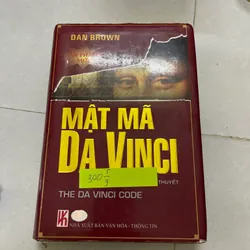 DAN BROWN
MẬT MÃ
DA VINCI
THUYẾT
THE DA VINCI CODE
NHÀ XUẤT BẢN VĂN HÓA - THÔNG TIN